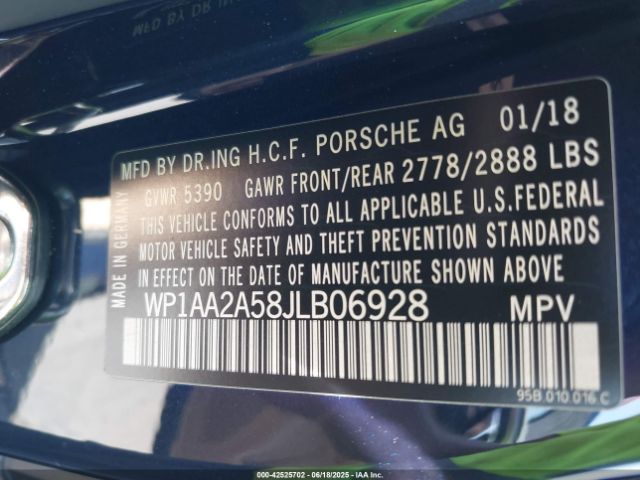 MFD BY DR.ING H.C.F. PORSCHE AG 01/18
GVWR 5390 GAWR FRONT/REAR 2778/2888 LBS
THIS VEHICLE CONFORMS TO ALL APPLICABLE U.S.FEDERAL
MOTOR VEHICLE SAFETY AND THEFT PREVENTION STANDARDS
IN EFFECT ON THE DATE OF MANUFACTURE SHOWN ABOVE
WP1AA2A58JLB06928 MPV
MADE IN GERMANY
95B.010.016 C
000-42525702 - 06/18/2025 - IAA Inc.